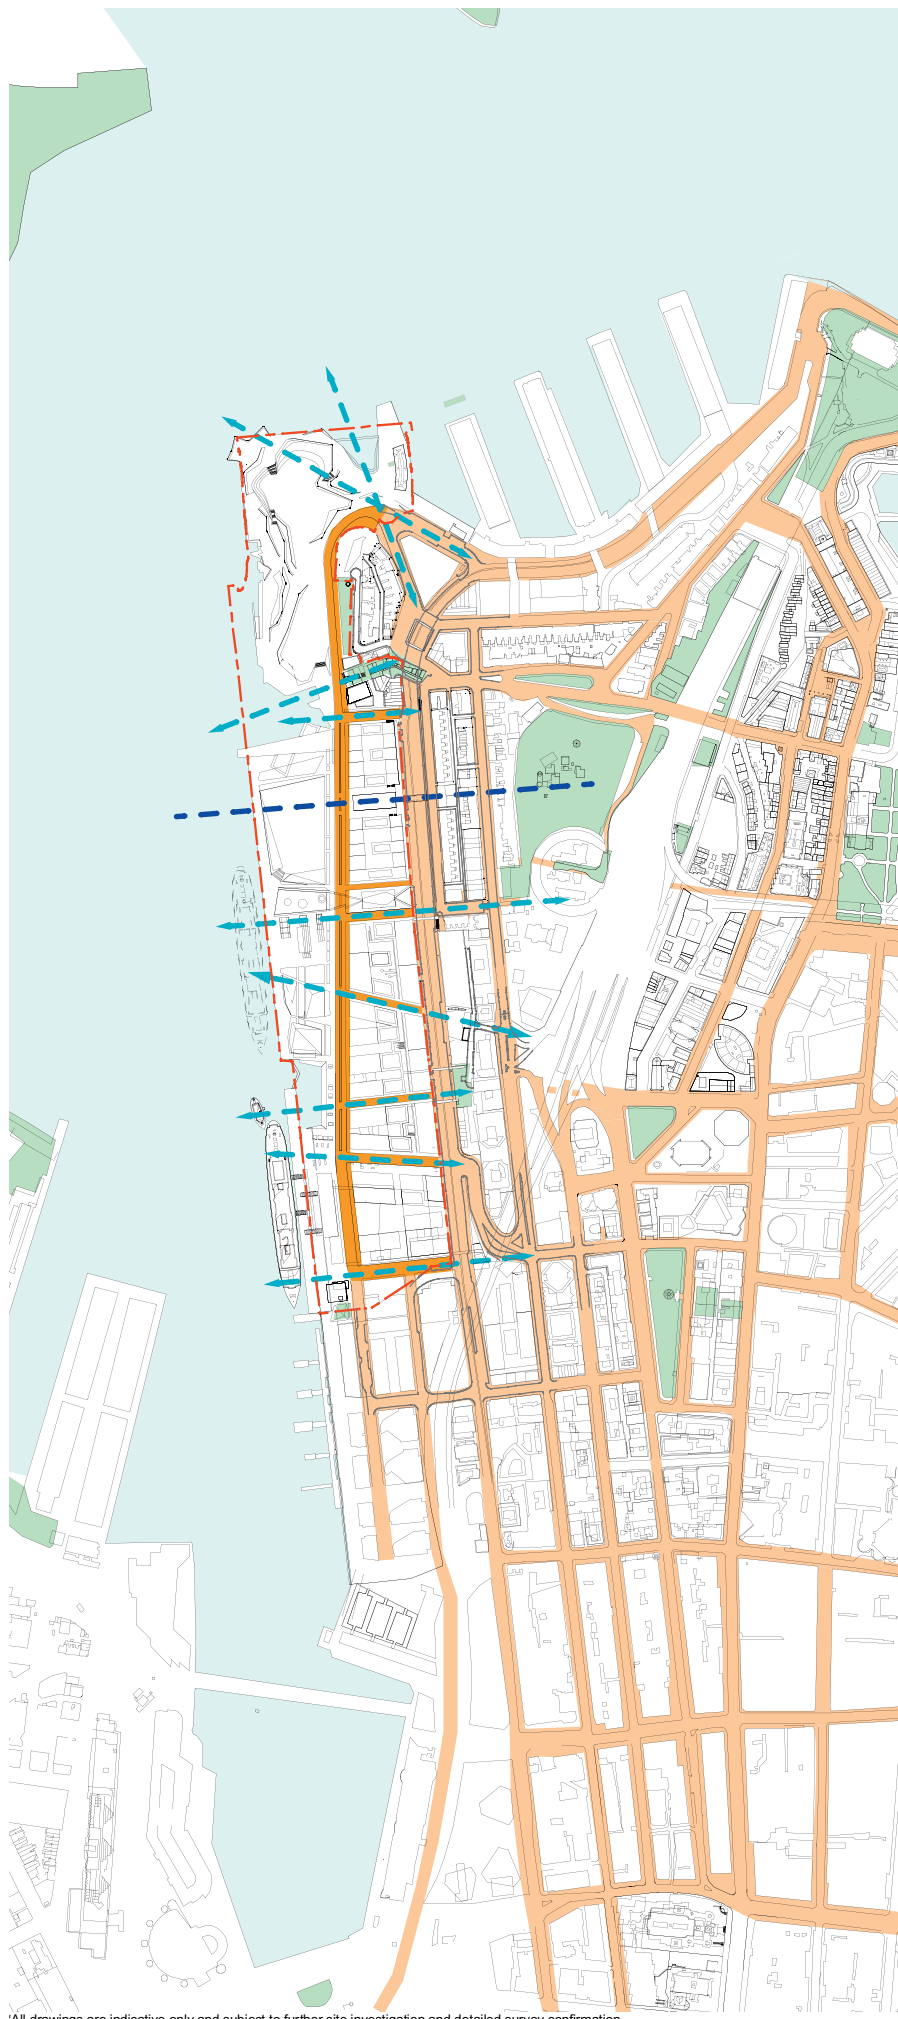 'All drawings are indicative only and subject to further site investigation and detailed survey confirmation